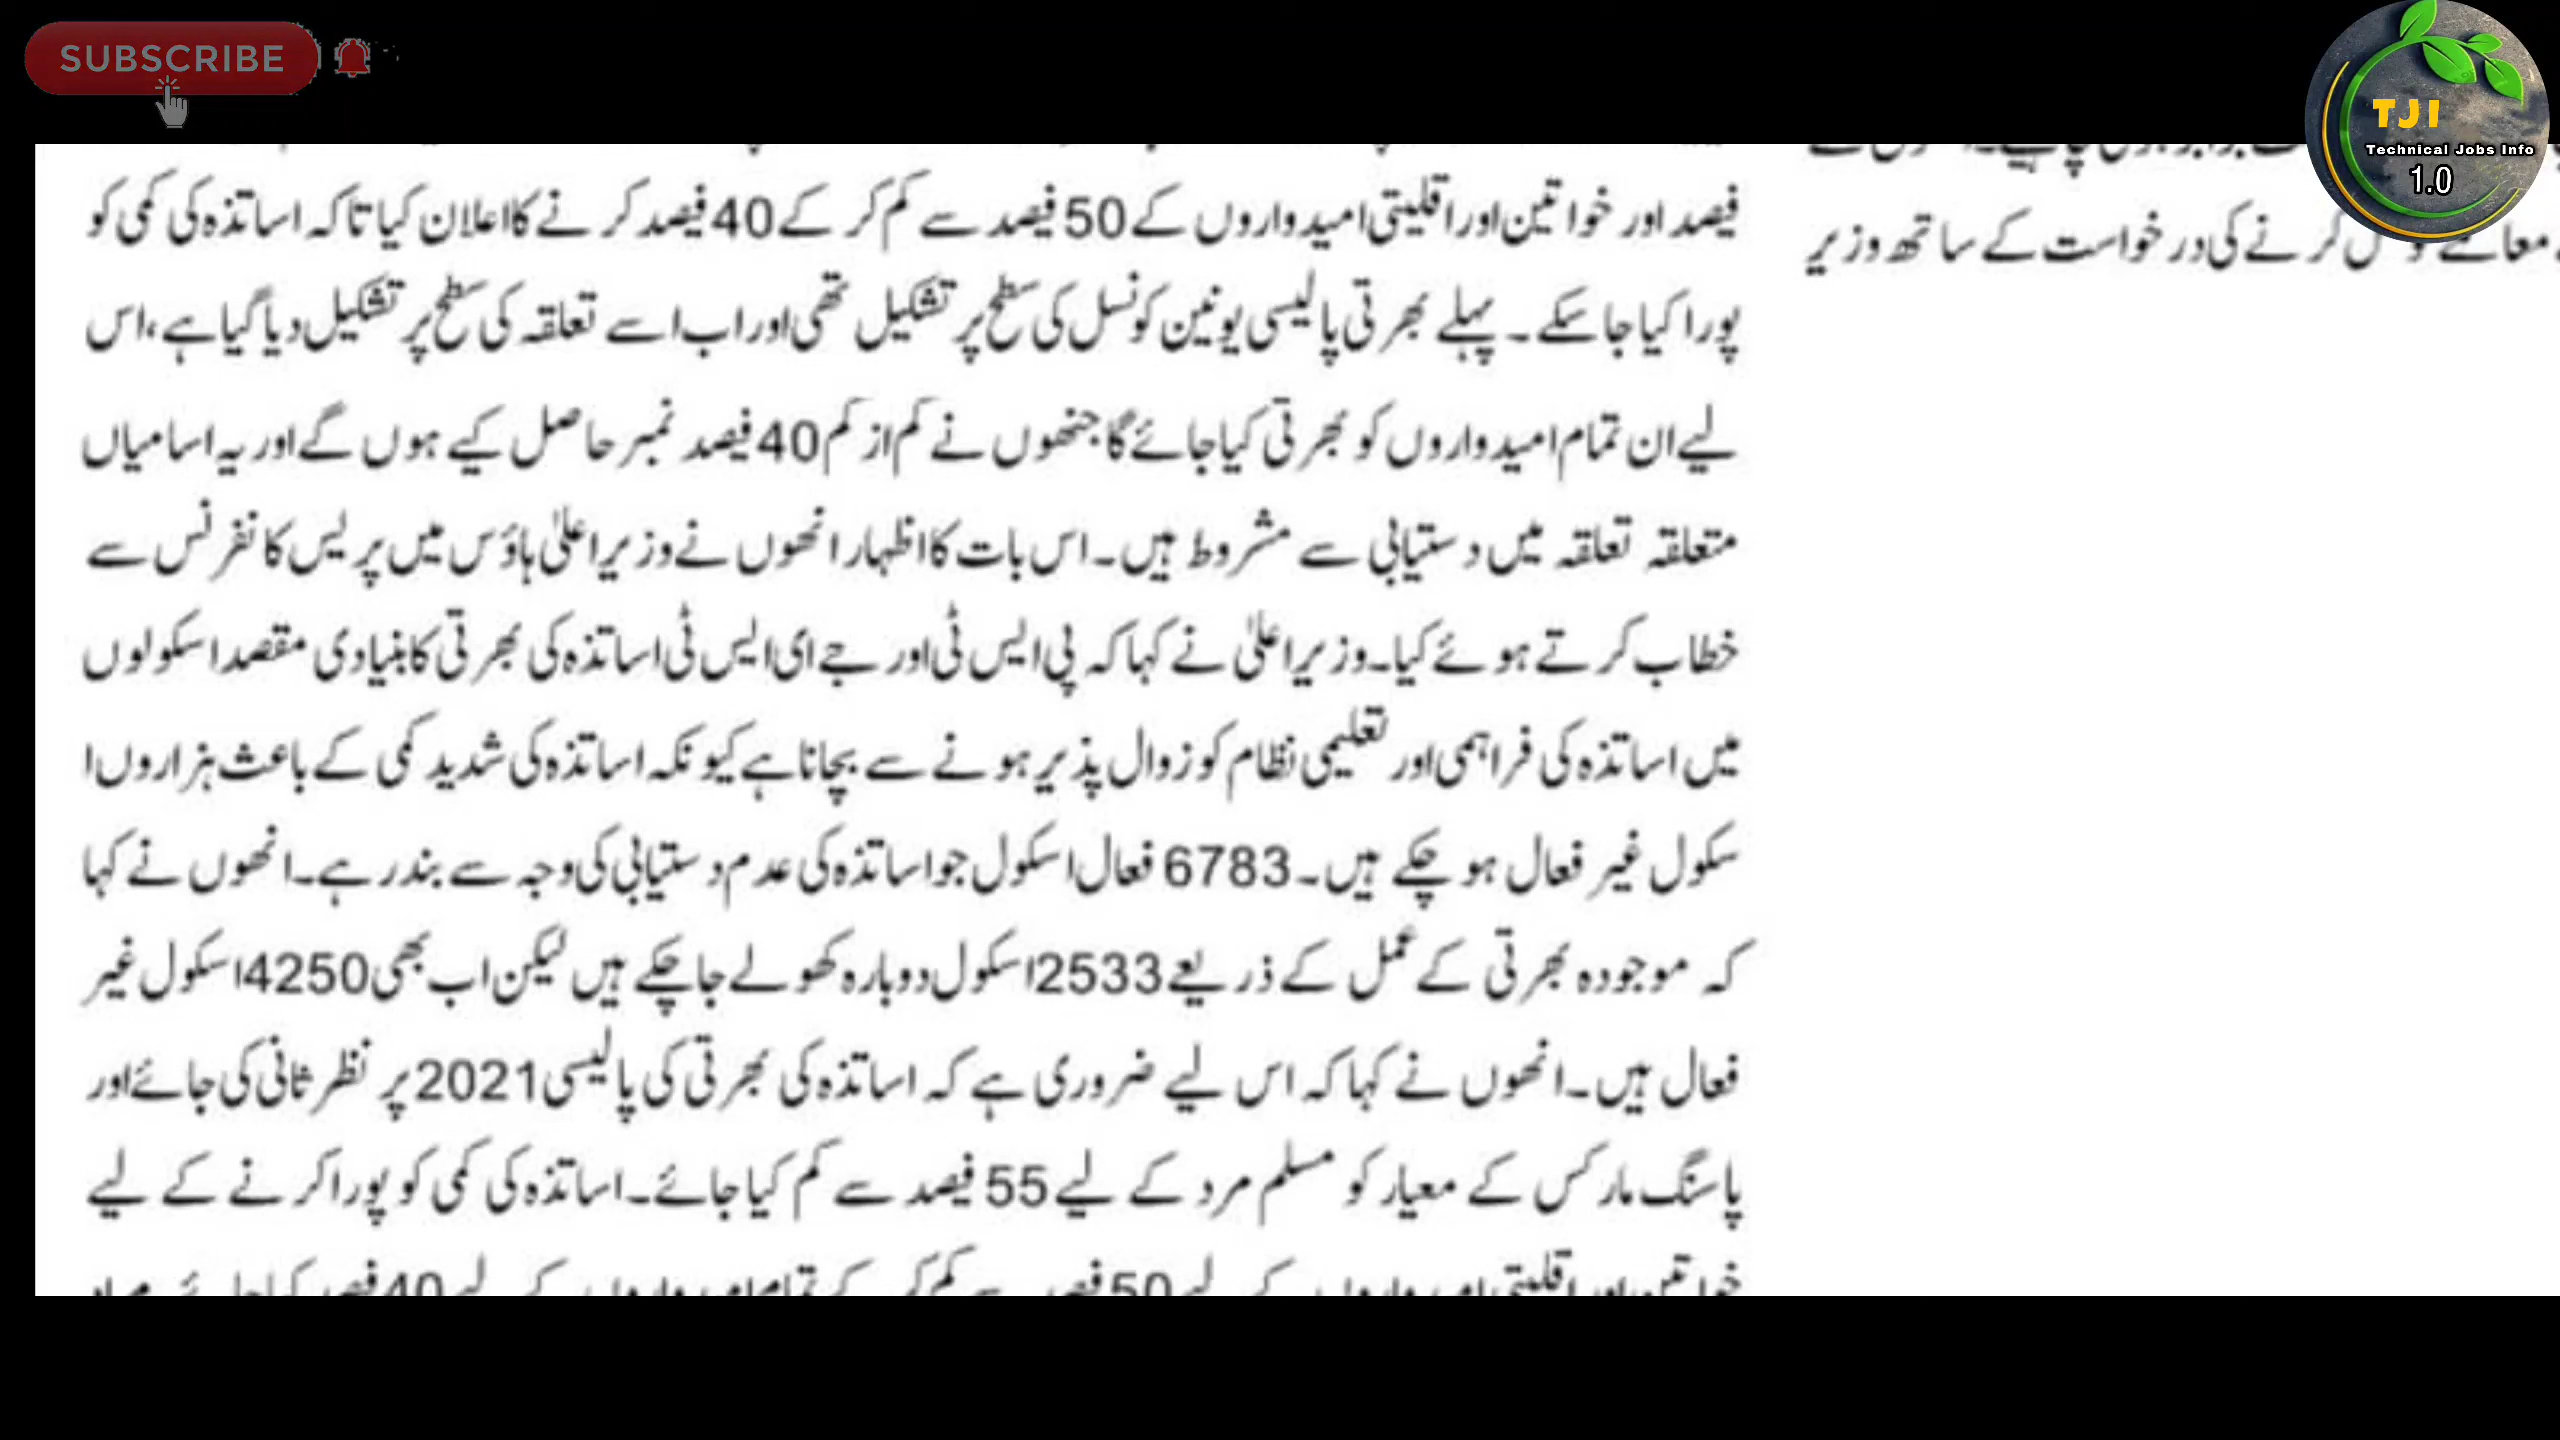 SUBSCRIBE
TJI
Technical Jobs Info
1.0
کرنے کی درخواست کے ساتھ وزیر
فیصد اور خواتین اور اقلیتی امیدواروں کے 50 فیصد سے کم کر کے 40 فیصد کرنے کا اعلان کیا تا کہ اساتذہ کی کمی کو
پورا کیا جا سکے ۔ پہلے بھرتی پالیسی یونین کونسل کی سطح پر تشکیل تھی اور اب اسے تعلقہ کی سطح پر تشکیل دیا گیا ہے ،اس
لیے ان تمام امیدواروں کو بھرتی کیا جائے گا جنھوں نے کم از کم 40 فیصد نمبر حاصل کیے ہوں گے اور یہ اسامیاں
متعلقہ تعلقہ میں دستیابی سے مشروط ہیں۔اس بات کا اظہار انھوں نے وزیراعلیٰ ہاؤس میں پریس کانفرنس سے
خطاب کرتے ہوئے کیا۔وزیراعلیٰ نے کہا کہ پی ایس ٹی اور جے ای ایس ٹی اساتذہ کی بھرتی کا بنیادی مقصد اسکولوں
میں اساتذہ کی فراہمی اور تعلیمی نظام کو زوال پذیر ہونے سے بچانا ہے کیونکہ اساتذہ کی شدید کمی کے باعث ہزاروں ا
سکول غیر فعال ہو چکے ہیں۔6783 فعال اسکول جو اساتذہ کی عدم دستیابی کی وجہ سے بند رہے۔انھوں نے کہا
کہ موجودہ بھرتی کے عمل کے ذریعے 2533 اسکول دوبارہ کھولے جاچکے ہیں لیکن اب بھی 4250 اسکول غیر
فعال ہیں۔انھوں نے کہا کہ اس لیے ضروری ہے کہ اساتذہ کی بھرتی کی پالیسی 2021 پر نظر ثانی کی جائے اور
پاسنگ مارکس کے معیار کو مسلم مرد کے لیے 55 فیصد سے کم کیا جائے۔اساتذہ کی کمی کو پورا کرنے کے لیے